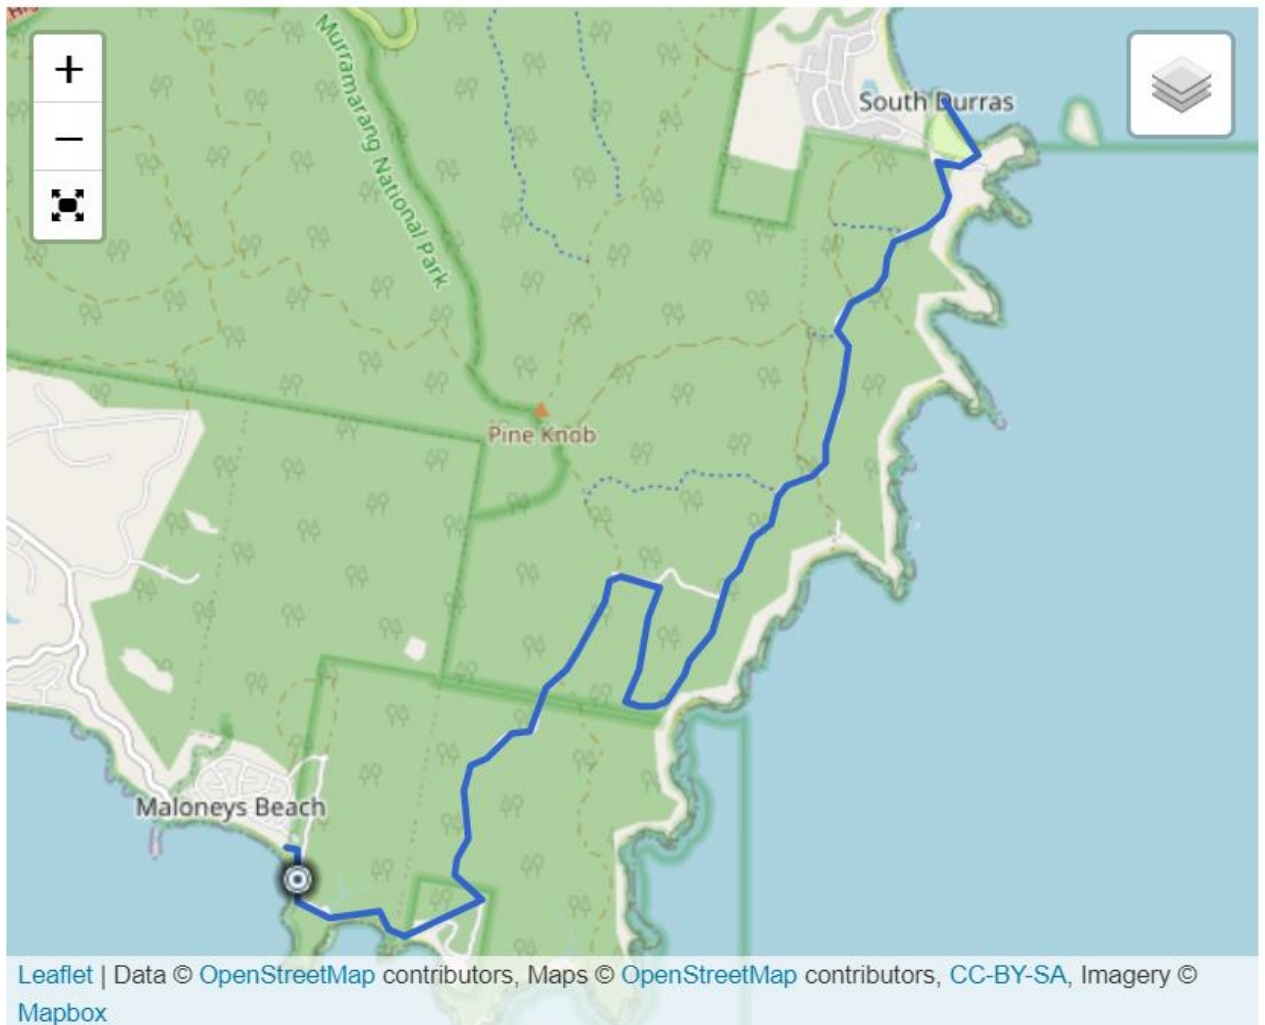 +
−
Murramarang National Park
South Durras
Pine Knob
Maloneys Beach
Leaflet | Data © OpenStreetMap contributors, Maps © OpenStreetMap contributors, CC-BY-SA, Imagery ©
Mapbox